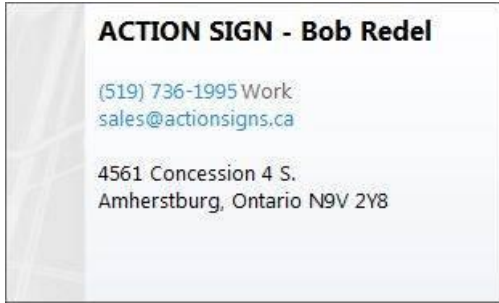 ACTION SIGN - Bob Redel
(519) 736-1995 Work
sales@actionsigns.ca
4561 Concession 4 S.
Amherstburg, Ontario N9V 2Y8